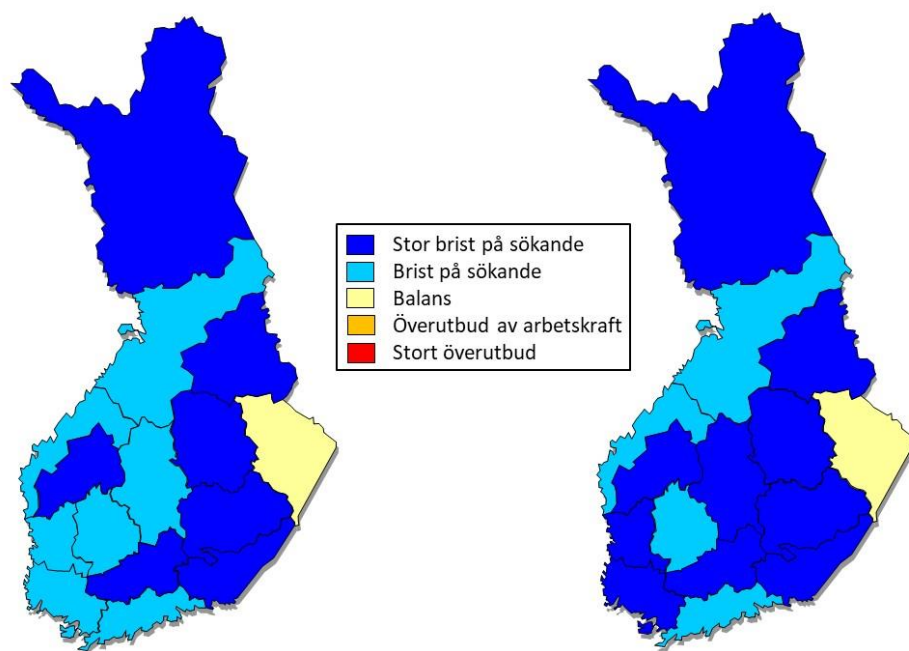 Stor brist på sökande
Brist på sökande
Balans
Överutbud av arbetskraft
Stort överutbud